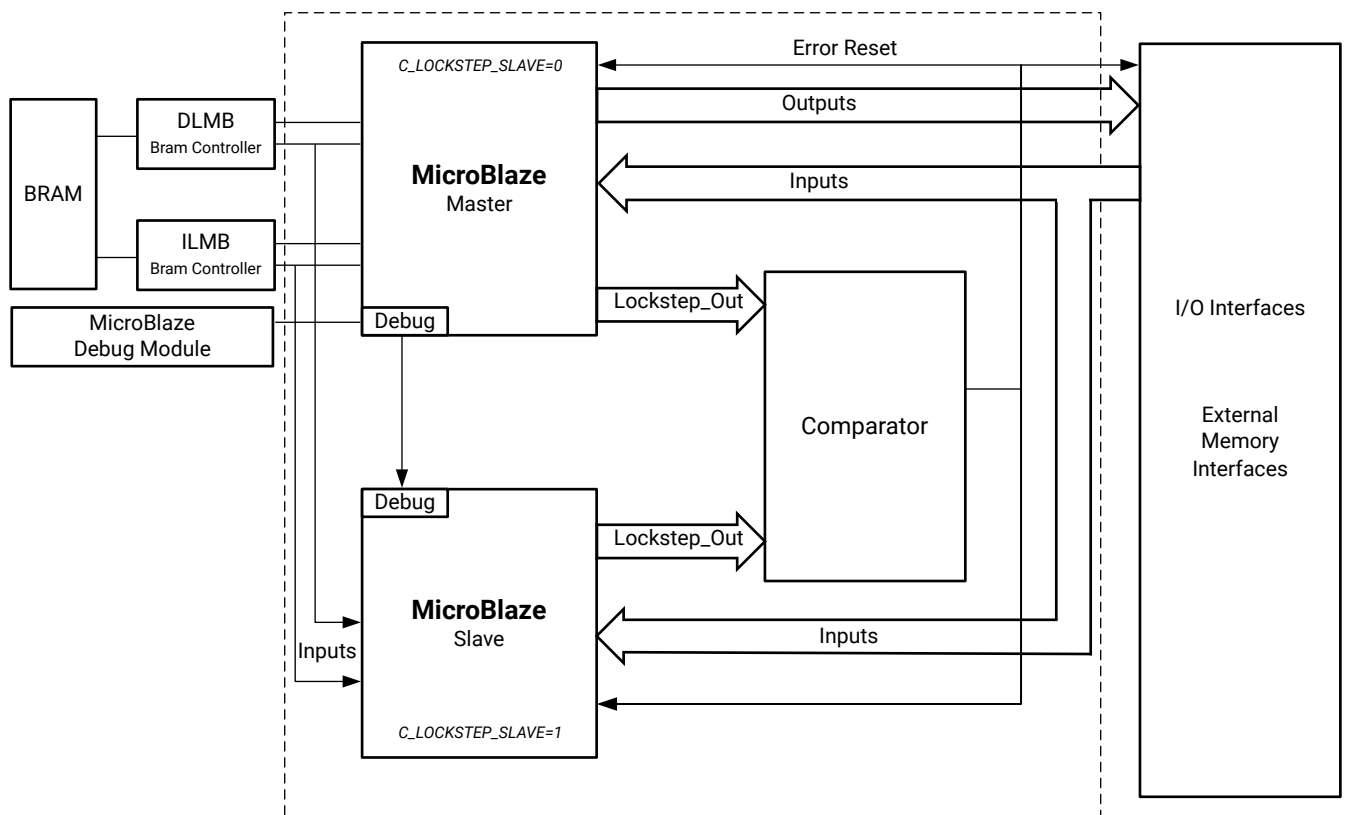 C_LOCKSTEP_SLAVE=0
Error Reset
Outputs
DLMB
Bram Controller
BRAM
MicroBlaze
Master
Inputs
ILMB
Bram Controller
Lockstep_Out
I/O Interfaces
MicroBlaze
Debug Module
Debug
Comparator
External
Memory
Interfaces
Debug
Lockstep_Out
MicroBlaze
Slave
Inputs
Inputs
C_LOCKSTEP_SLAVE=1